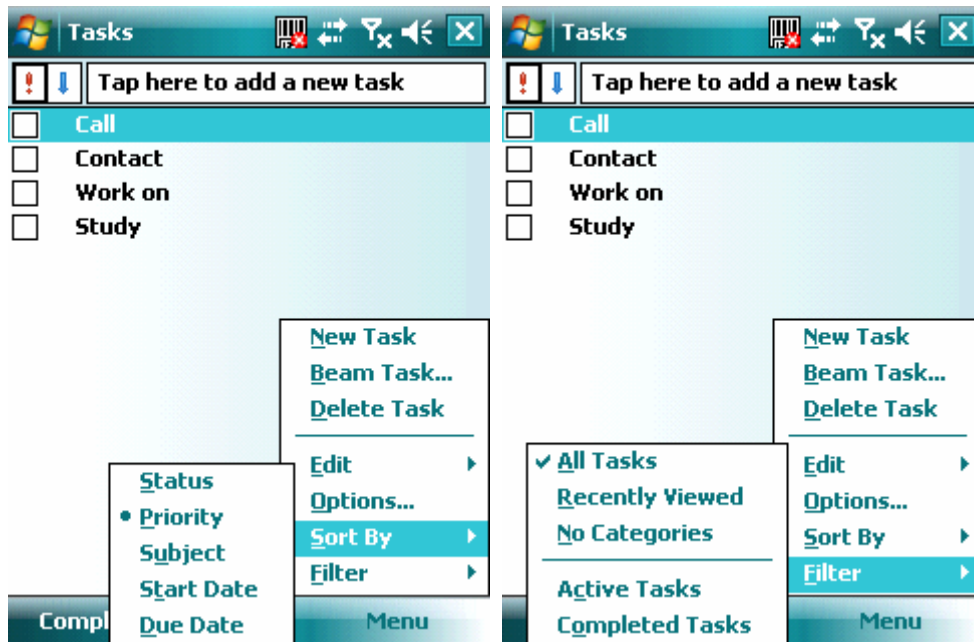 Tasks
Tap here to add a new task
Call
Contact
Work on
Study
New Task
Beam Task...
Delete Task
Edit
Options...
Sort By
Filter
Status
Priority
Subject
Start Date
Due Date
Compl
Menu
Tasks
Tap here to add a new task
Call
Contact
Work on
Study
New Task
Beam Task...
Delete Task
Edit
Options...
Sort By
Filter
All Tasks
Recently Viewed
No Categories
Active Tasks
Completed Tasks
Menu